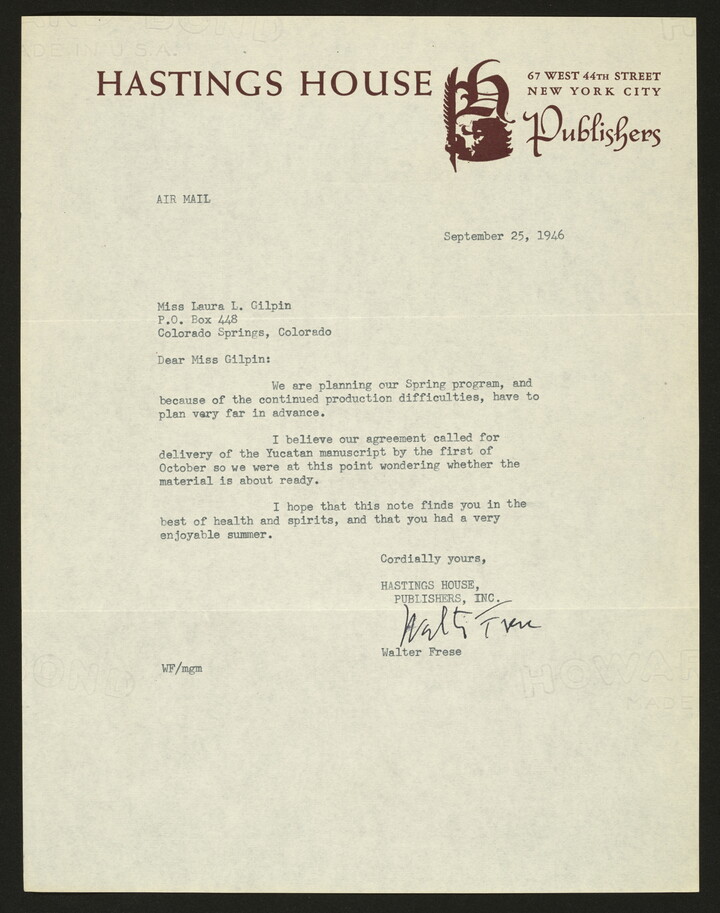 HASTINGS HOUSE
67 WEST 44TH STREET
NEW YORK CITY
Publishers
AIR MAIL
September 25, 1946
Miss Laura L. Gilpin
P.O. Box 448
Colorado Springs, Colorado
Dear Miss Gilpin:
We are planning our Spring program, and
because of the continued production difficulties, have to
plan very far in advance.
I believe our agreement called for
delivery of the Yucatan manuscript by the first of
October so we were at this point wondering whether the
material is about ready.
I hope that this note finds you in the
best of health and spirits, and that you had a very
enjoyable summer.
Cordially yours,
HASTINGS HOUSE,
PUBLISHERS, INC.
Walter Frese
Walter Frese
WF/mgm